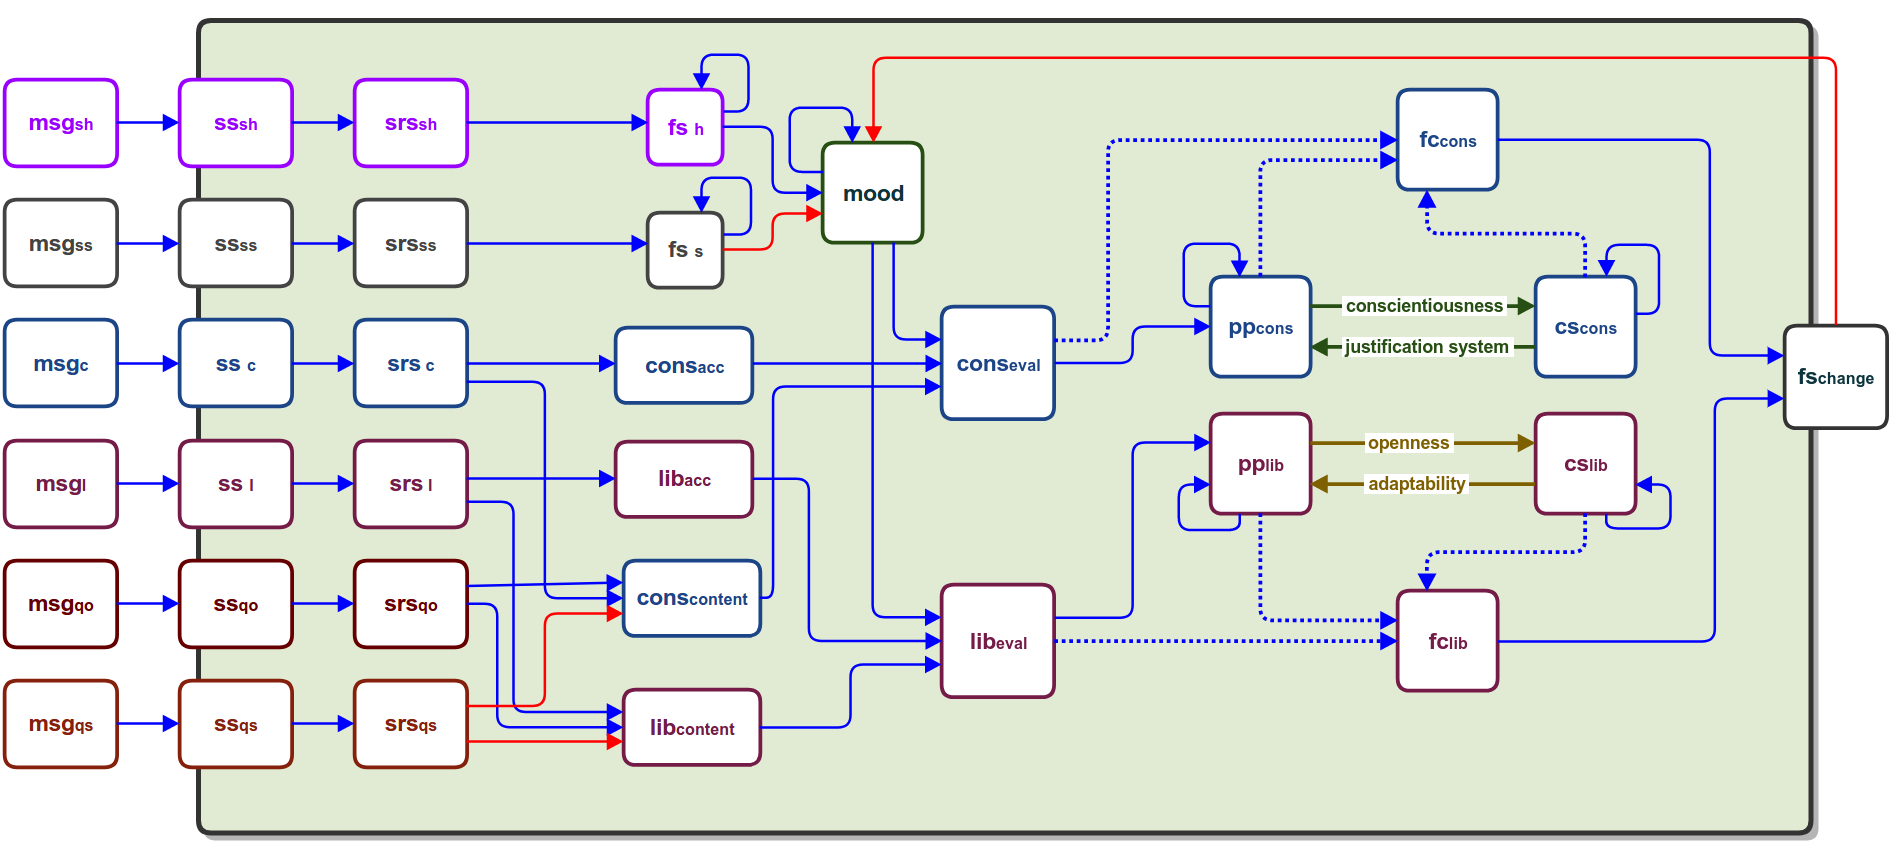 msgsh
sssh
srssh
fs h
mood
fccons
msgss
ssss
srsss
fs s
msgc
ss c
srs c
consacc
conseval
ppcons
conscientiousness
justification system
cscons
fschange
msgl
ss l
srs l
libacc
pplib
openness
adaptability
cslib
msgqo
ssqo
srsqo
conscontent
libeval
fclib
msgqs
ssqs
srsqs
libcontent